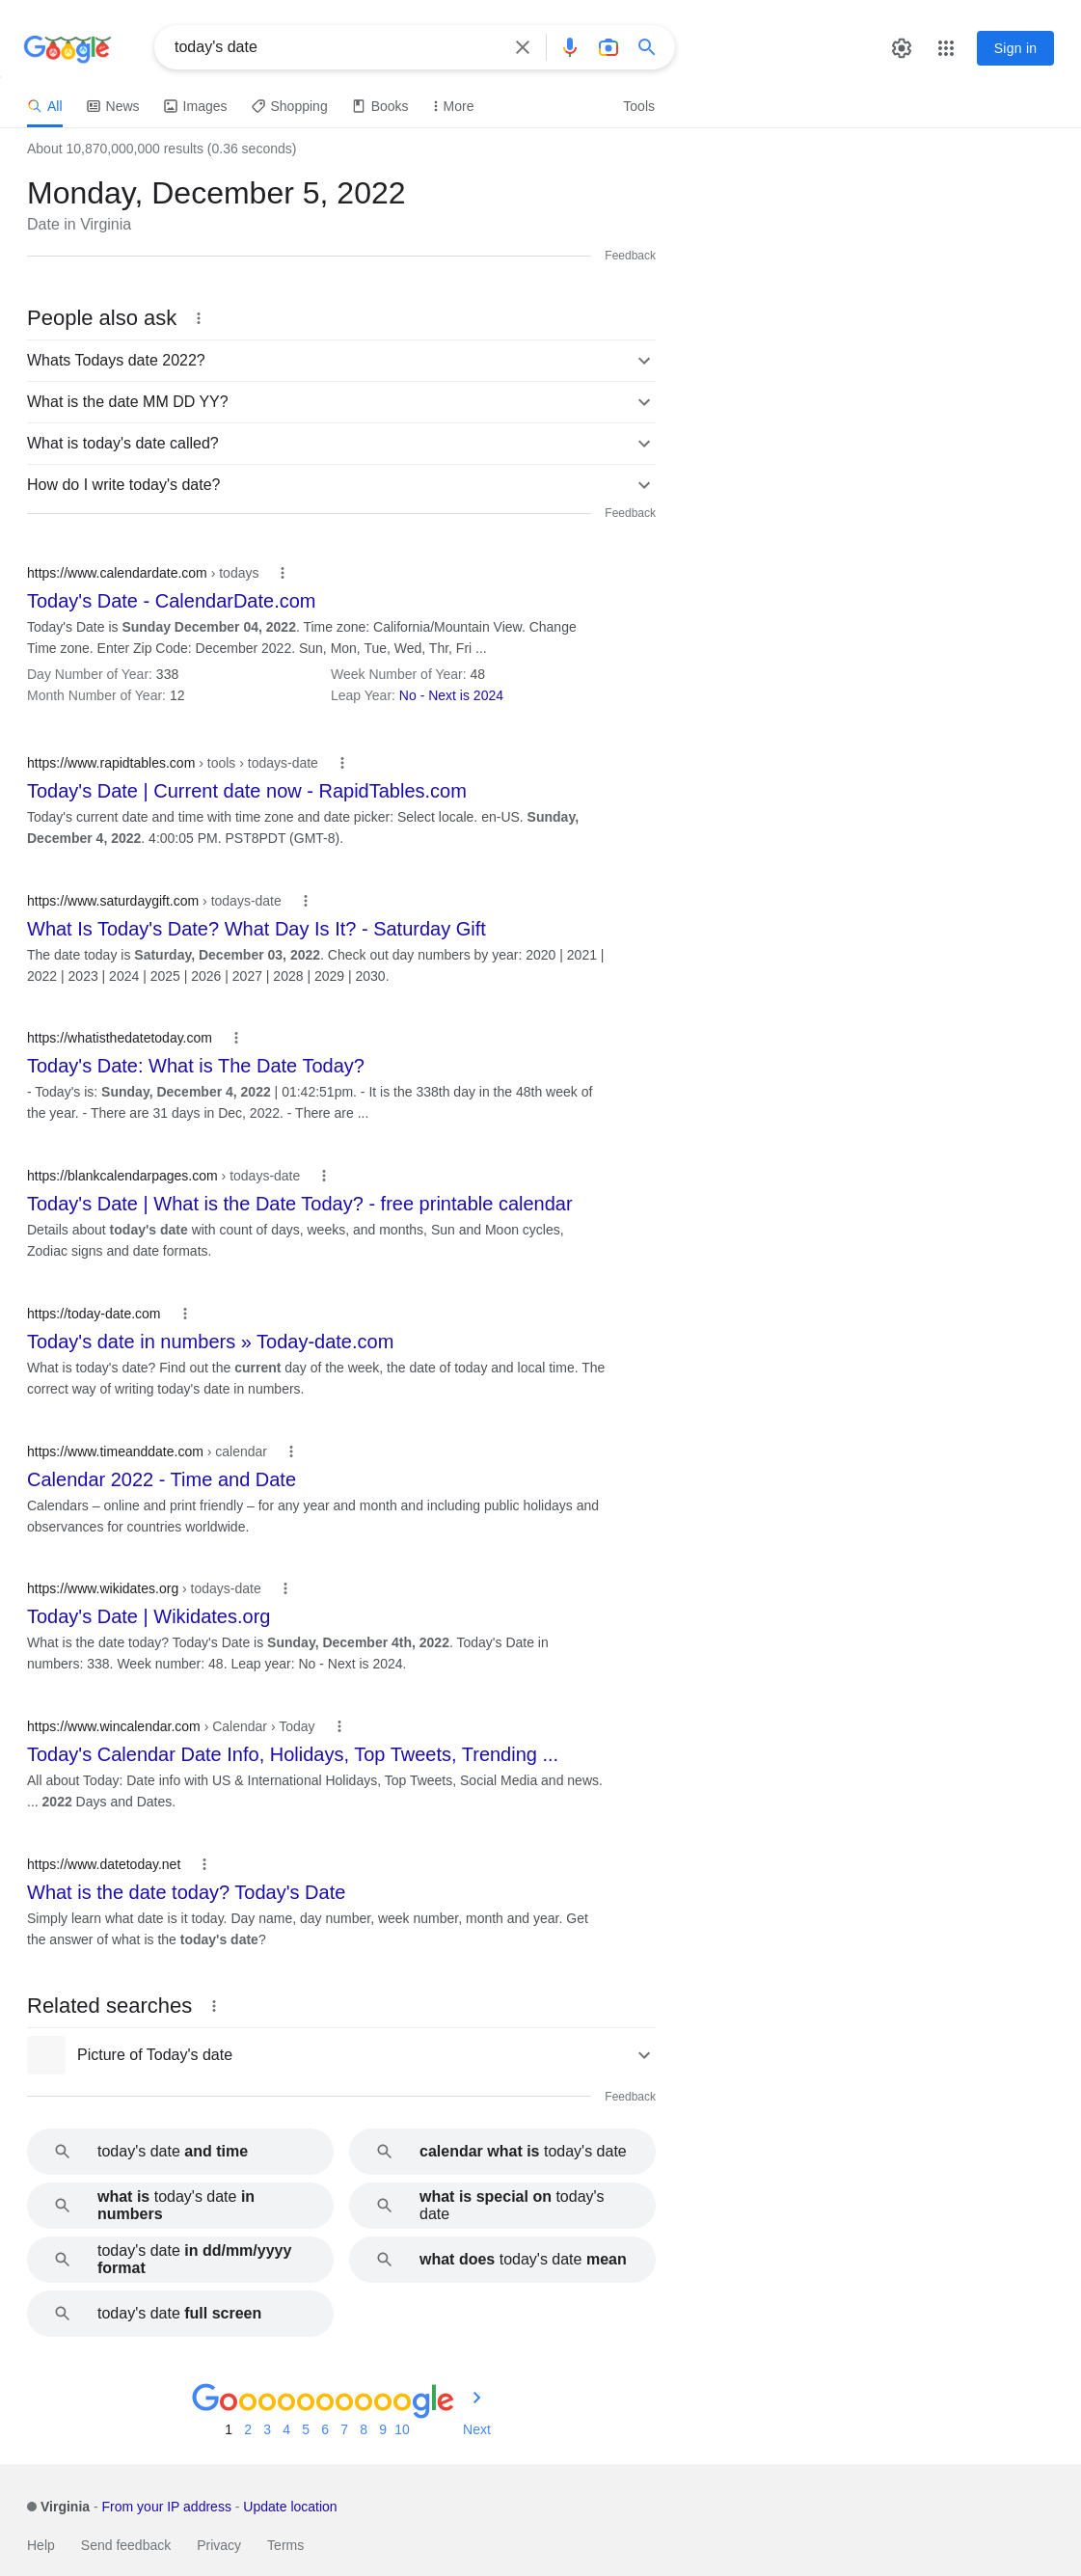 Google
today's date
Sign in
All News Images Shopping Books More Tools
About 10,870,000,000 results (0.36 seconds)
Monday, December 5, 2022
Date in Virginia
Feedback
People also ask
Whats Todays date 2022?
What is the date MM DD YY?
What is today's date called?
How do I write today's date?
Feedback
https://www.calendardate.com › todays
Today's Date - CalendarDate.com
Today's Date is Sunday December 04, 2022. Time zone: California/Mountain View. Change
Time zone. Enter Zip Code: December 2022. Sun, Mon, Tue, Wed, Thr, Fri ...
Day Number of Year: 338 Week Number of Year: 48
Month Number of Year: 12 Leap Year: No - Next is 2024
https://www.rapidtables.com › tools › todays-date
Today's Date | Current date now - RapidTables.com
Today's current date and time with time zone and date picker: Select locale. en-US. Sunday,
December 4, 2022. 4:00:05 PM. PST8PDT (GMT-8).
https://www.saturdaygift.com › todays-date
What Is Today's Date? What Day Is It? - Saturday Gift
The date today is Saturday, December 03, 2022. Check out day numbers by year: 2020 | 2021 |
2022 | 2023 | 2024 | 2025 | 2026 | 2027 | 2028 | 2029 | 2030.
https://whatisthedatetoday.com
Today's Date: What is The Date Today?
- Today's is: Sunday, December 4, 2022 | 01:42:51pm. - It is the 338th day in the 48th week of
the year. - There are 31 days in Dec, 2022. - There are ...
https://blankcalendarpages.com › todays-date
Today's Date | What is the Date Today? - free printable calendar
Details about today's date with count of days, weeks, and months, Sun and Moon cycles,
Zodiac signs and date formats.
https://today-date.com
Today's date in numbers » Today-date.com
What is today's date? Find out the current day of the week, the date of today and local time. The
correct way of writing today's date in numbers.
https://www.timeanddate.com › calendar
Calendar 2022 - Time and Date
Calendars – online and print friendly – for any year and month and including public holidays and
observances for countries worldwide.
https://www.wikidates.org › todays-date
Today's Date | Wikidates.org
What is the date today? Today's Date is Sunday, December 4th, 2022. Today's Date in
numbers: 338. Week number: 48. Leap year: No - Next is 2024.
https://www.wincalendar.com › Calendar › Today
Today's Calendar Date Info, Holidays, Top Tweets, Trending ...
All about Today: Date info with US & International Holidays, Top Tweets, Social Media and news.
... 2022 Days and Dates.
https://www.datetoday.net
What is the date today? Today's Date
Simply learn what date is it today. Day name, day number, week number, month and year. Get
the answer of what is the today's date?
Related searches
Picture of Today's date
Feedback
today's date and time
calendar what is today's date
what is today's date in
numbers
what is special on today's
date
today's date in dd/mm/yyyy
format
what does today's date mean
today's date full screen
Goooooooooogle
1 2 3 4 5 6 7 8 9 10 Next
Virginia - From your IP address - Update location
Help Send feedback Privacy Terms